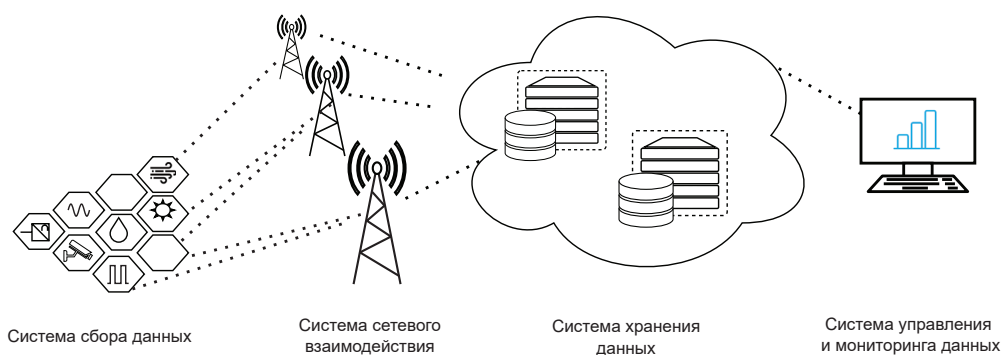 Система сбора данных
Система сетевого
взаимодействия
Система хранения
данных
Система управления
и мониторинга данных